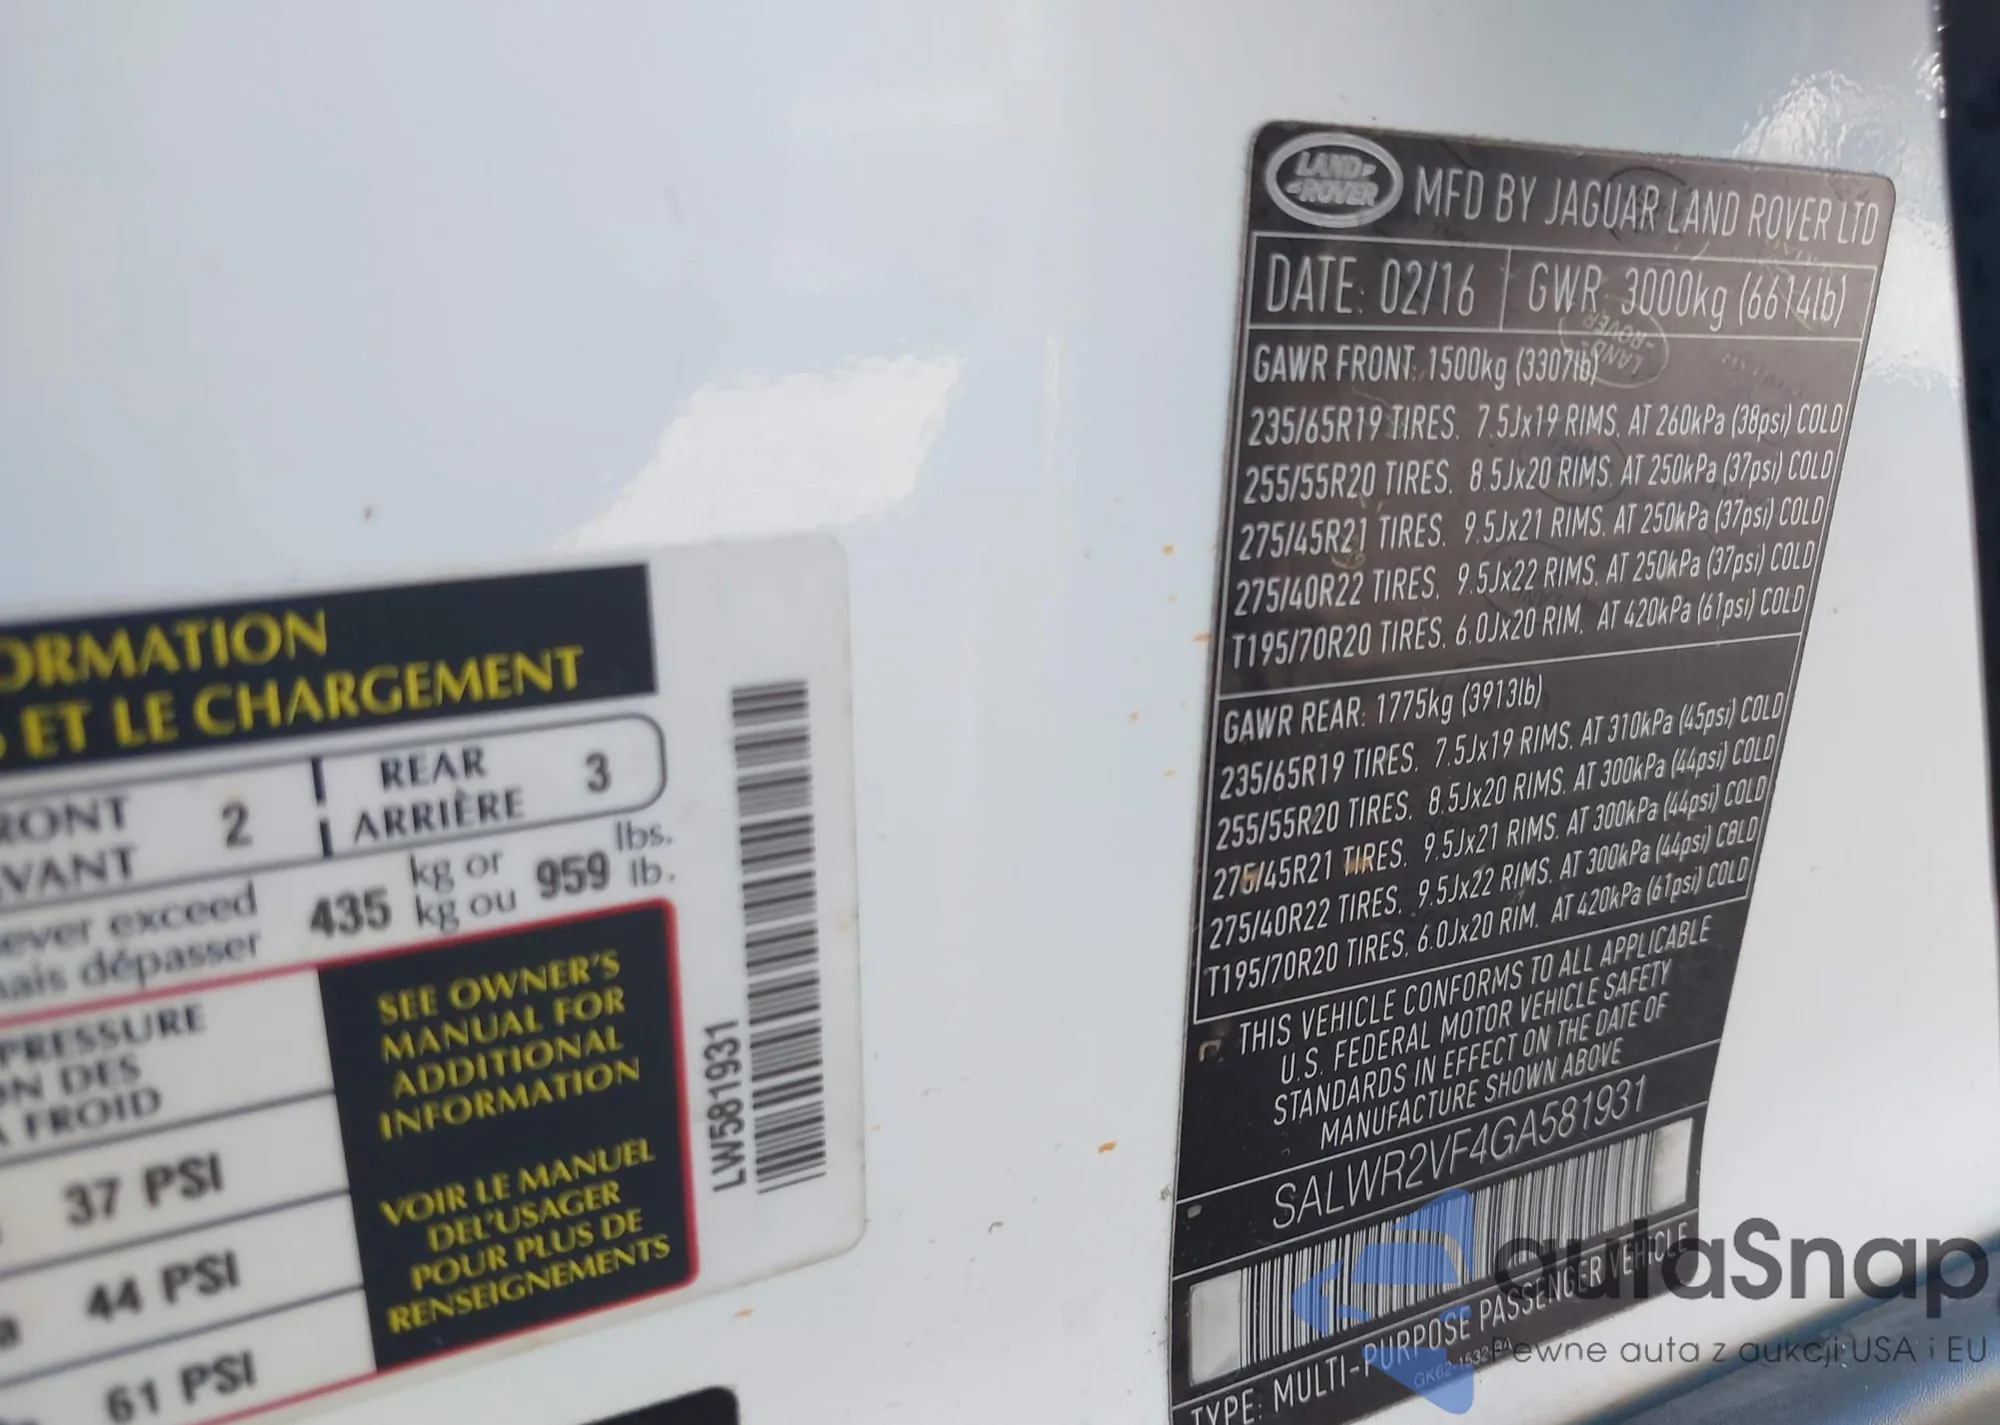 ORMATION
ET LE CHARGEMENT
RONT
VANT
2
REAR
ARRIÈRE
3
ever exceed
mais dépasser
435
kg or
kg ou
959
lbs.
lb.
PRESSURE
ON DES
A FROID
37 PSI
44 PSI
61 PSI
SEE OWNER'S
MANUAL FOR
ADDITIONAL
INFORMATION
VOIR LE MANUEL
DEL'USAGER
POUR PLUS DE
RENSEIGNEMENTS
LW581931
LAND
ROVER
MFD BY JAGUAR LAND ROVER LTD
DATE: 02/16 GWR: 3000kg (6614lb)
GAWR FRONT: 1500kg (3307lb)
235/65R19 TIRES. 7.5Jx19 RIMS. AT 260kPa (38psi) COLD
255/55R20 TIRES. 8.5Jx20 RIMS. AT 250kPa (37psi) COLD
275/45R21 TIRES. 9.5Jx21 RIMS. AT 250kPa (37psi) COLD
275/40R22 TIRES. 9.5Jx22 RIMS. AT 250kPa (37psi) COLD
T195/70R20 TIRES. 6.0Jx20 RIM. AT 420kPa (61psi) COLD
GAWR REAR: 1775kg (3913lb)
235/65R19 TIRES. 7.5Jx19 RIMS. AT 310kPa (45psi) COLD
255/55R20 TIRES. 8.5Jx20 RIMS. AT 300kPa (44psi) COLD
275/45R21 TIRES. 9.5Jx21 RIMS. AT 300kPa (44psi) COLD
275/40R22 TIRES. 9.5Jx22 RIMS. AT 300kPa (44psi) COLD
T195/70R20 TIRES. 6.0Jx20 RIM. AT 420kPa (61psi) COLD
THIS VEHICLE CONFORMS TO ALL APPLICABLE
U.S. FEDERAL MOTOR VEHICLE SAFETY
STANDARDS IN EFFECT ON THE DATE OF
MANUFACTURE SHOWN ABOVE
SALWR2VF4GA581931
TYPE: MULTI-PURPOSE PASSENGER VEHICLE
autaSnap
Pewne auta z aukcji USA i EU